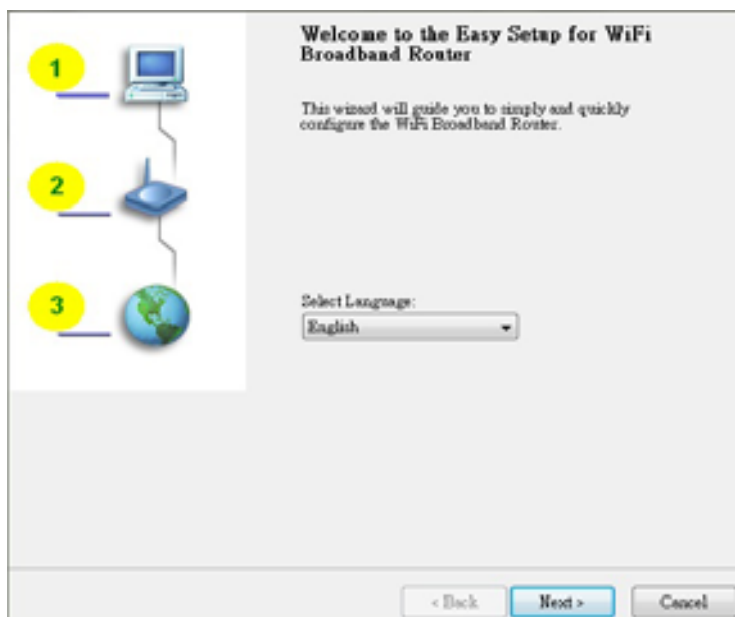 1
2
3
Welcome to the Easy Setup for WiFi
Broadband Router
This wizard will guide you to simply and quickly
configure the WiFi Broadband Router.
Select Language:
English
< Back
Next >
Cancel